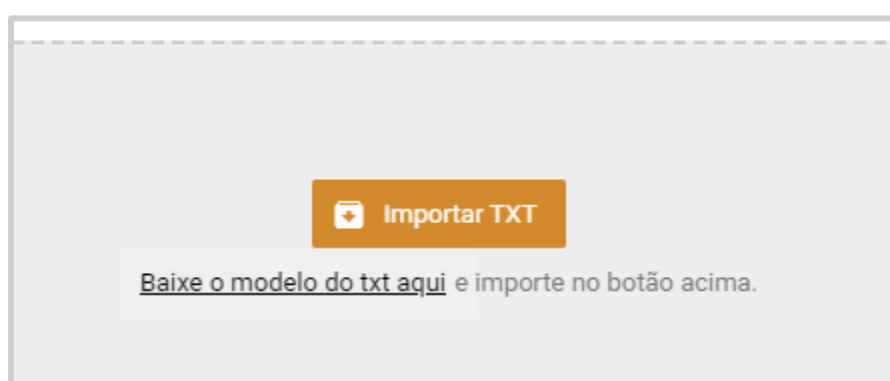 Importar TXT
Baixe o modelo do txt aqui e importe no botão acima.